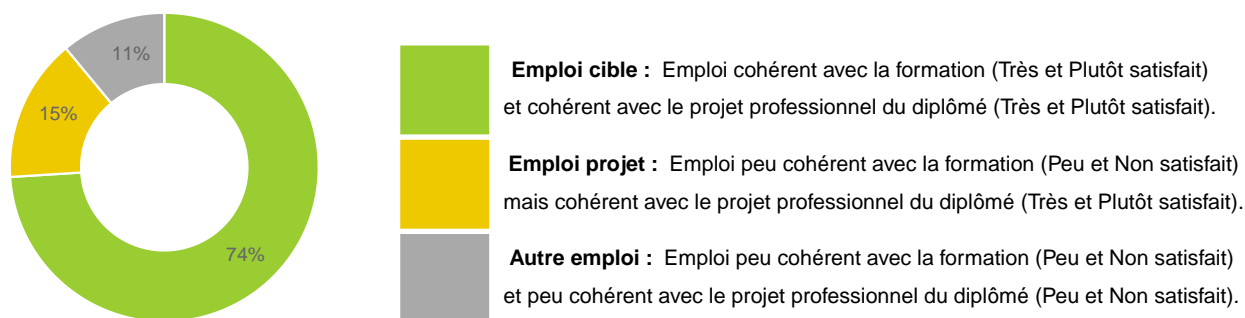 11%
15%
74%
Emploi cible : Emploi cohérent avec la formation (Très et Plutôt satisfait)
et cohérent avec le projet professionnel du diplômé (Très et Plutôt satisfait).
Emploi projet : Emploi peu cohérent avec la formation (Peu et Non satisfait)
mais cohérent avec le projet professionnel du diplômé (Très et Plutôt satisfait).
Autre emploi : Emploi peu cohérent avec la formation (Peu et Non satisfait)
et peu cohérent avec le projet professionnel du diplômé (Peu et Non satisfait).